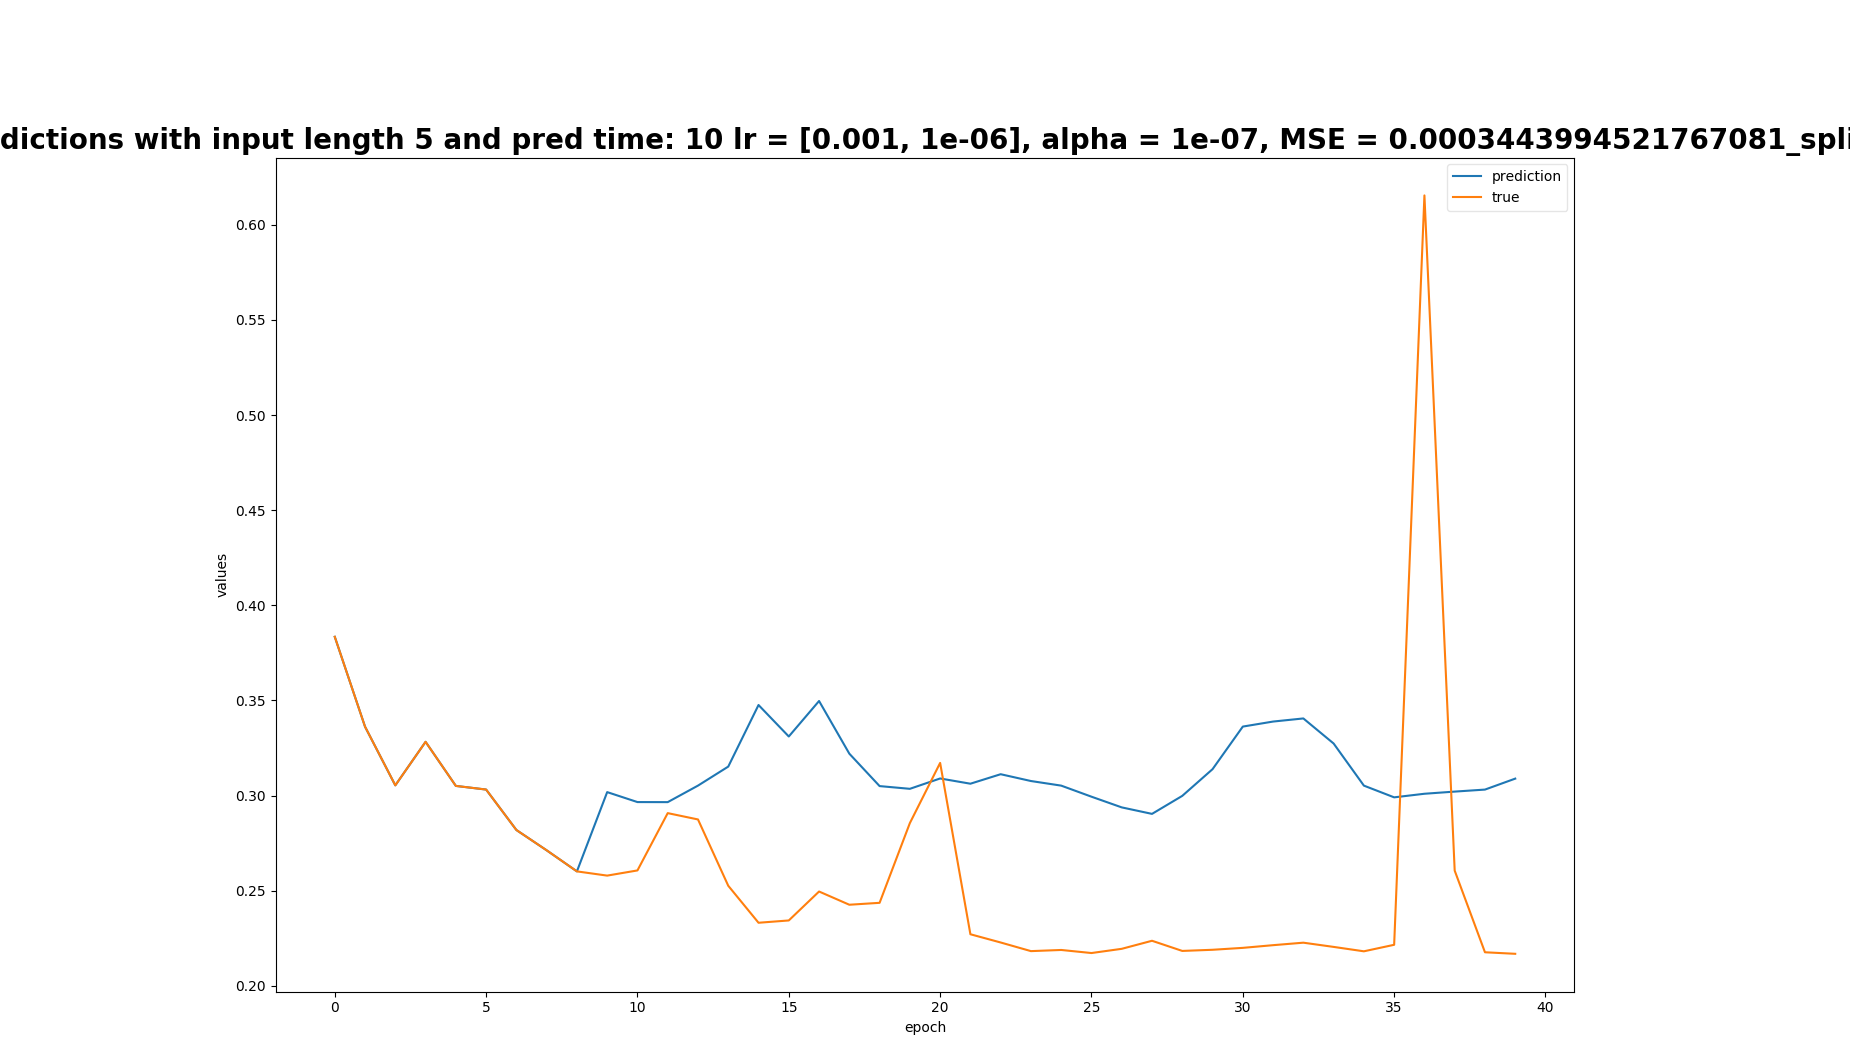 dictions with input length 5 and pred time: 10 lr = [0.001, 1e-06], alpha = 1e-07, MSE = 0.0003443994521767081_spli
prediction
true
0.60
0.55
0.50
0.45
0.40
0.35
0.30
0.25
0.20
values
0 5 10 15 20 25 30 35 40
epoch